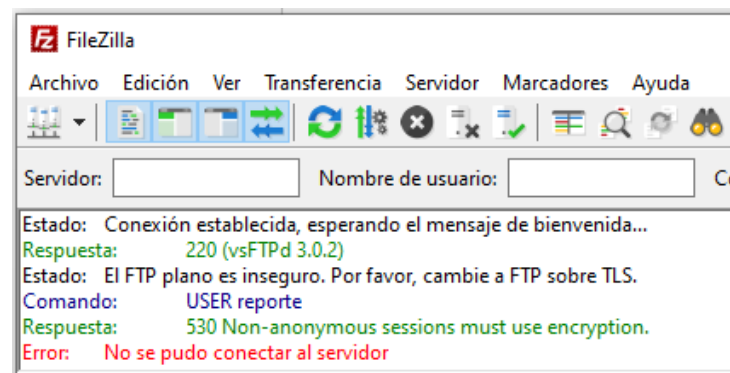 FileZilla
Archivo Edición Ver Transferencia Servidor Marcadores Ayuda
Servidor: Nombre de usuario:
Estado: Conexión establecida, esperando el mensaje de bienvenida...
Respuesta: 220 (vsFTPd 3.0.2)
Estado: El FTP plano es inseguro. Por favor, cambie a FTP sobre TLS.
Comando: USER reporte
Respuesta: 530 Non-anonymous sessions must use encryption.
Error: No se pudo conectar al servidor